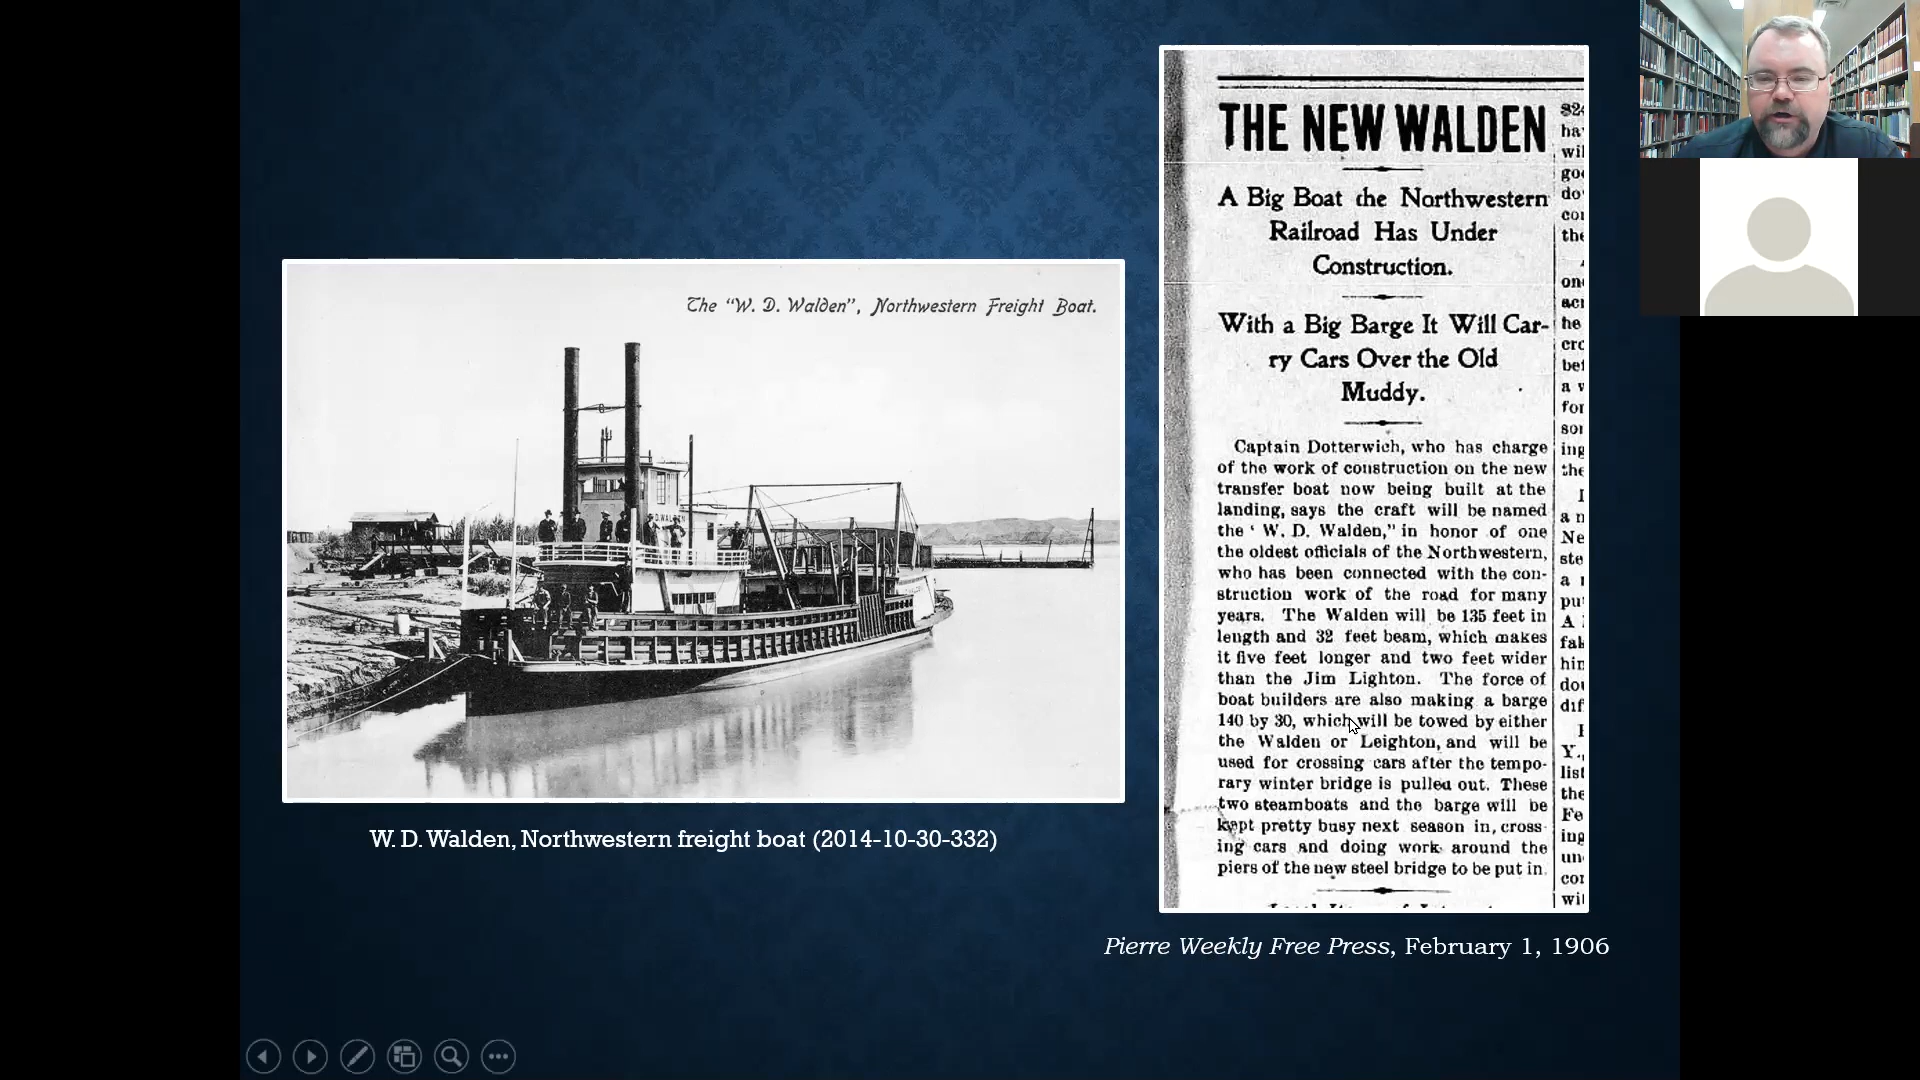 The "W. D. Walden", Northwestern Freight Boat.
D. WALDEN
W. D. Walden, Northwestern freight boat (2014-10-30-332)
THE NEW WALDEN
A Big Boat the Northwestern
Railroad Has Under
Construction.
With a Big Barge It Will Car-
ry Cars Over the Old
Muddy.
Captain Dotterwich, who has charge
of the work of construction on the new
transfer boat now being built at the
landing, says the craft will be named
the ' W. D. Walden," in honor of one
the oldest officials of the Northwestern,
who has been connected with the con-
struction work of the road for many
years. The Walden will be 135 feet in
length and 32 feet beam, which makes
it five feet longer and two feet wider
than the Jim Lighton. The force of
boat builders are also making a barge
140 by 30, which will be towed by either
the Walden or Leighton, and will be
used for crossing cars after the tempo-
rary winter bridge is pulled out. These
two steamboats and the barge will be
kept pretty busy next season in, cross-
ing cars and doing work around the
piers of the new steel bridge to be put in.
Pierre Weekly Free Press, February 1, 1906